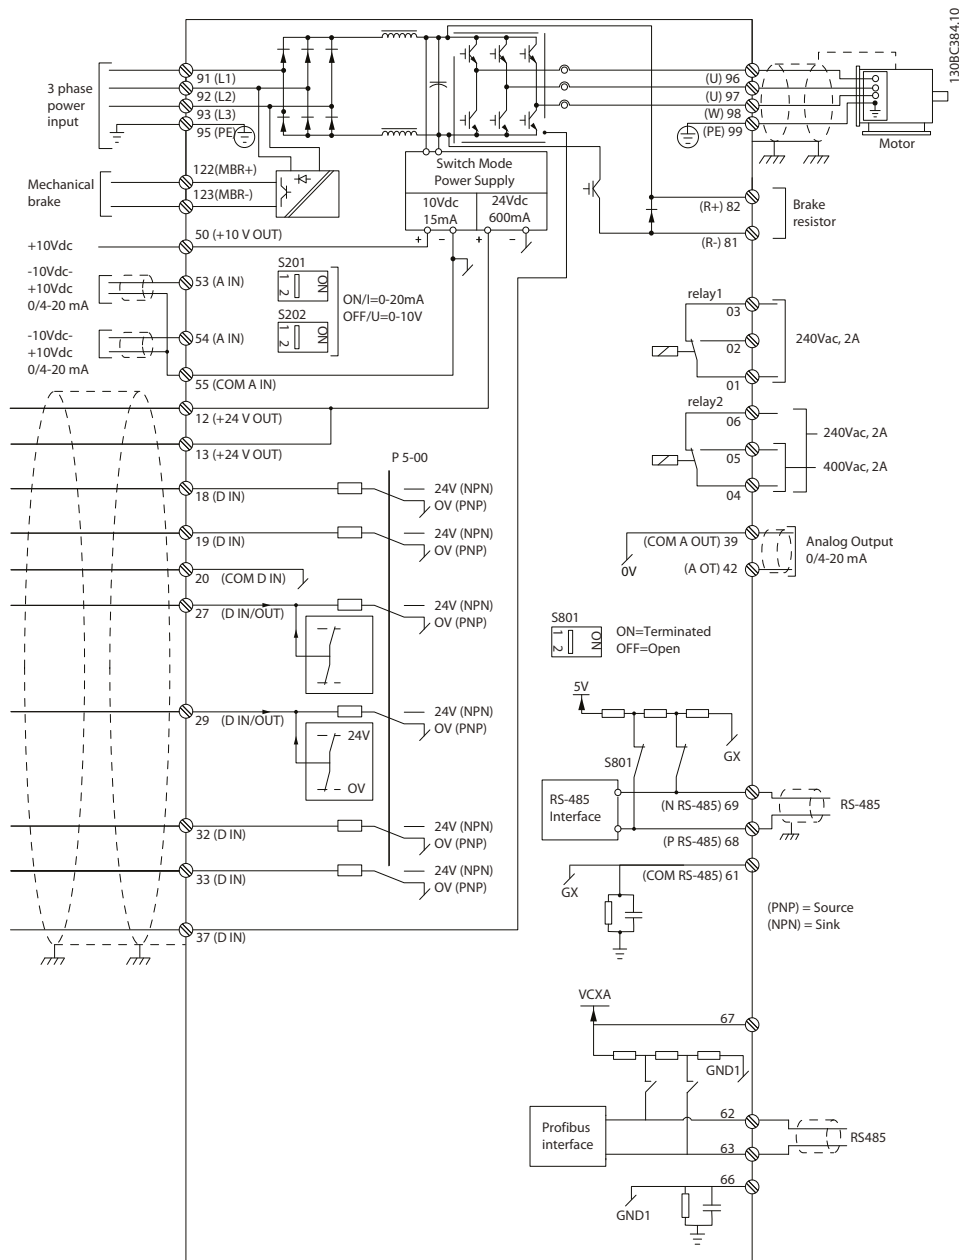 130BC384.10
3 phase
power
input
91 (L1)
92 (L2)
93 (L3)
95 (PE)
(U) 96
(U) 97
(W) 98
(PE) 99
Motor
Mechanical
brake
122(MBR+)
123(MBR-)
Switch Mode
Power Supply
10Vdc
15mA
24Vdc
600mA
+ − + −
(R+) 82
(R-) 81
Brake
resistor
+10Vdc
50 (+10 V OUT)
-10Vdc-
+10Vdc
0/4-20 mA
53 (A IN)
S201
1
2
ON
ON/I=0-20mA
OFF/U=0-10V
S202
1
2
ON
-10Vdc-
+10Vdc
0/4-20 mA
54 (A IN)
55 (COM A IN)
relay1
03
02
01
240Vac, 2A
relay2
06
05
04
240Vac, 2A
400Vac, 2A
12 (+24 V OUT)
13 (+24 V OUT)
P 5-00
18 (D IN)
24V (NPN)
OV (PNP)
19 (D IN)
24V (NPN)
OV (PNP)
20 (COM D IN)
27 (D IN/OUT)
24V (NPN)
OV (PNP)
29 (D IN/OUT)
24V (NPN)
OV (PNP)
24V
OV
32 (D IN)
24V (NPN)
OV (PNP)
33 (D IN)
24V (NPN)
OV (PNP)
37 (D IN)
(COM A OUT) 39
0V
(A OT) 42
Analog Output
0/4-20 mA
S801
1
2
ON
ON=Terminated
OFF=Open
5V
S801
GX
RS-485
Interface
(N RS-485) 69
(P RS-485) 68
RS-485
(COM RS-485) 61
GX
(PNP) = Source
(NPN) = Sink
VCXA
67
GND1
Profibus
interface
62
63
RS485
66
GND1